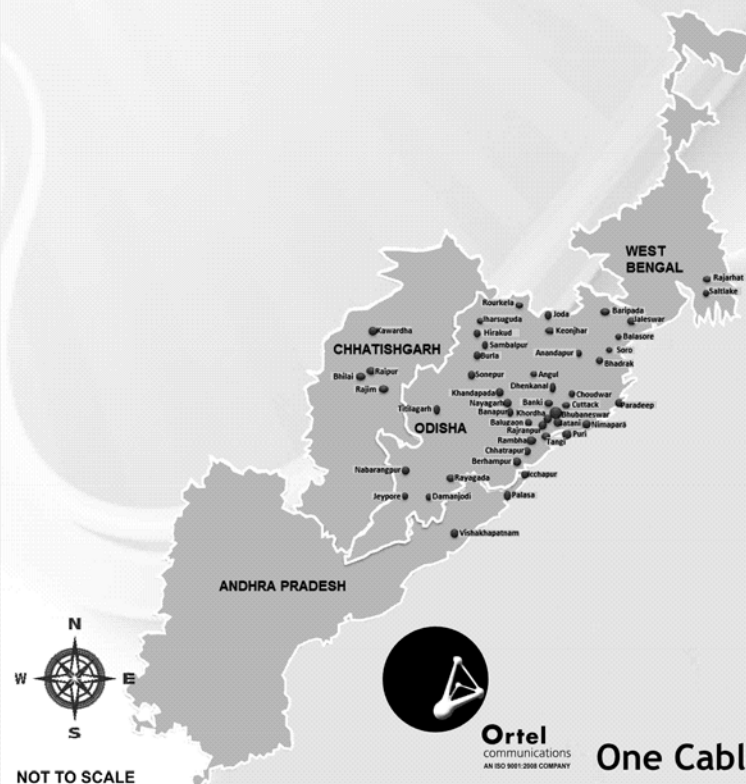 WEST
BENGAL
Rajarhat
Saltlake
Rourkela
Jharsuguda
Joda
Baripada
Jaleswar
Kawardha
Hirakud
Keonjhar
Balasore
CHHATISHGARH
Sambalpur
Burla
Anandapur
Soro
Bhadrak
Raipur
Bhilai
Sonepur
Angul
Rajim
Dhenkanal
Khandapada
Choudwar
Nayagarh
Banki
Cuttack
Paradeep
Titilagarh
Banapur
Khordha
Bhubaneswar
ODISHA
Balugaon
Jatani
Nimapara
Rajranpur
Puri
Rambha
Tangi
Chhatrapur
Berhampur
Nabarangpur
Icchapur
Rayagada
Jeypore
Damanjodi
Palasa
Vishakhapatnam
ANDHRA PRADESH
N
W
E
S
Ortel
communications
AN ISO 9001:2008 COMPANY
One Cabl
NOT TO SCALE